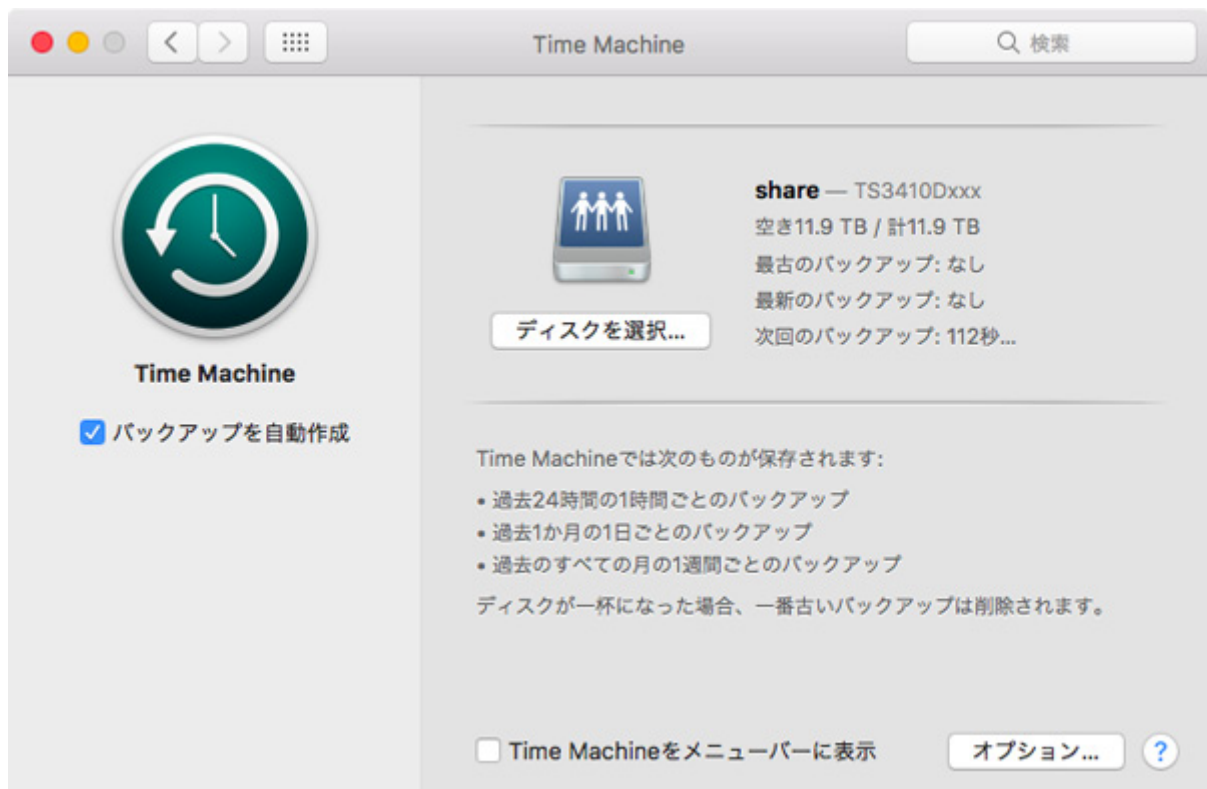 Time Machine
検索
Time Machine
バックアップを自動作成
share — TS3410Dxxx
空き11.9 TB / 計11.9 TB
最古のバックアップ: なし
最新のバックアップ: なし
次回のバックアップ: 112秒...
ディスクを選択...
Time Machineでは次のものが保存されます:
• 過去24時間の1時間ごとのバックアップ
• 過去1か月の1日ごとのバックアップ
• 過去のすべての月の1週間ごとのバックアップ
ディスクが一杯になった場合、一番古いバックアップは削除されます。
Time Machineをメニューバーに表示
オプション...
?